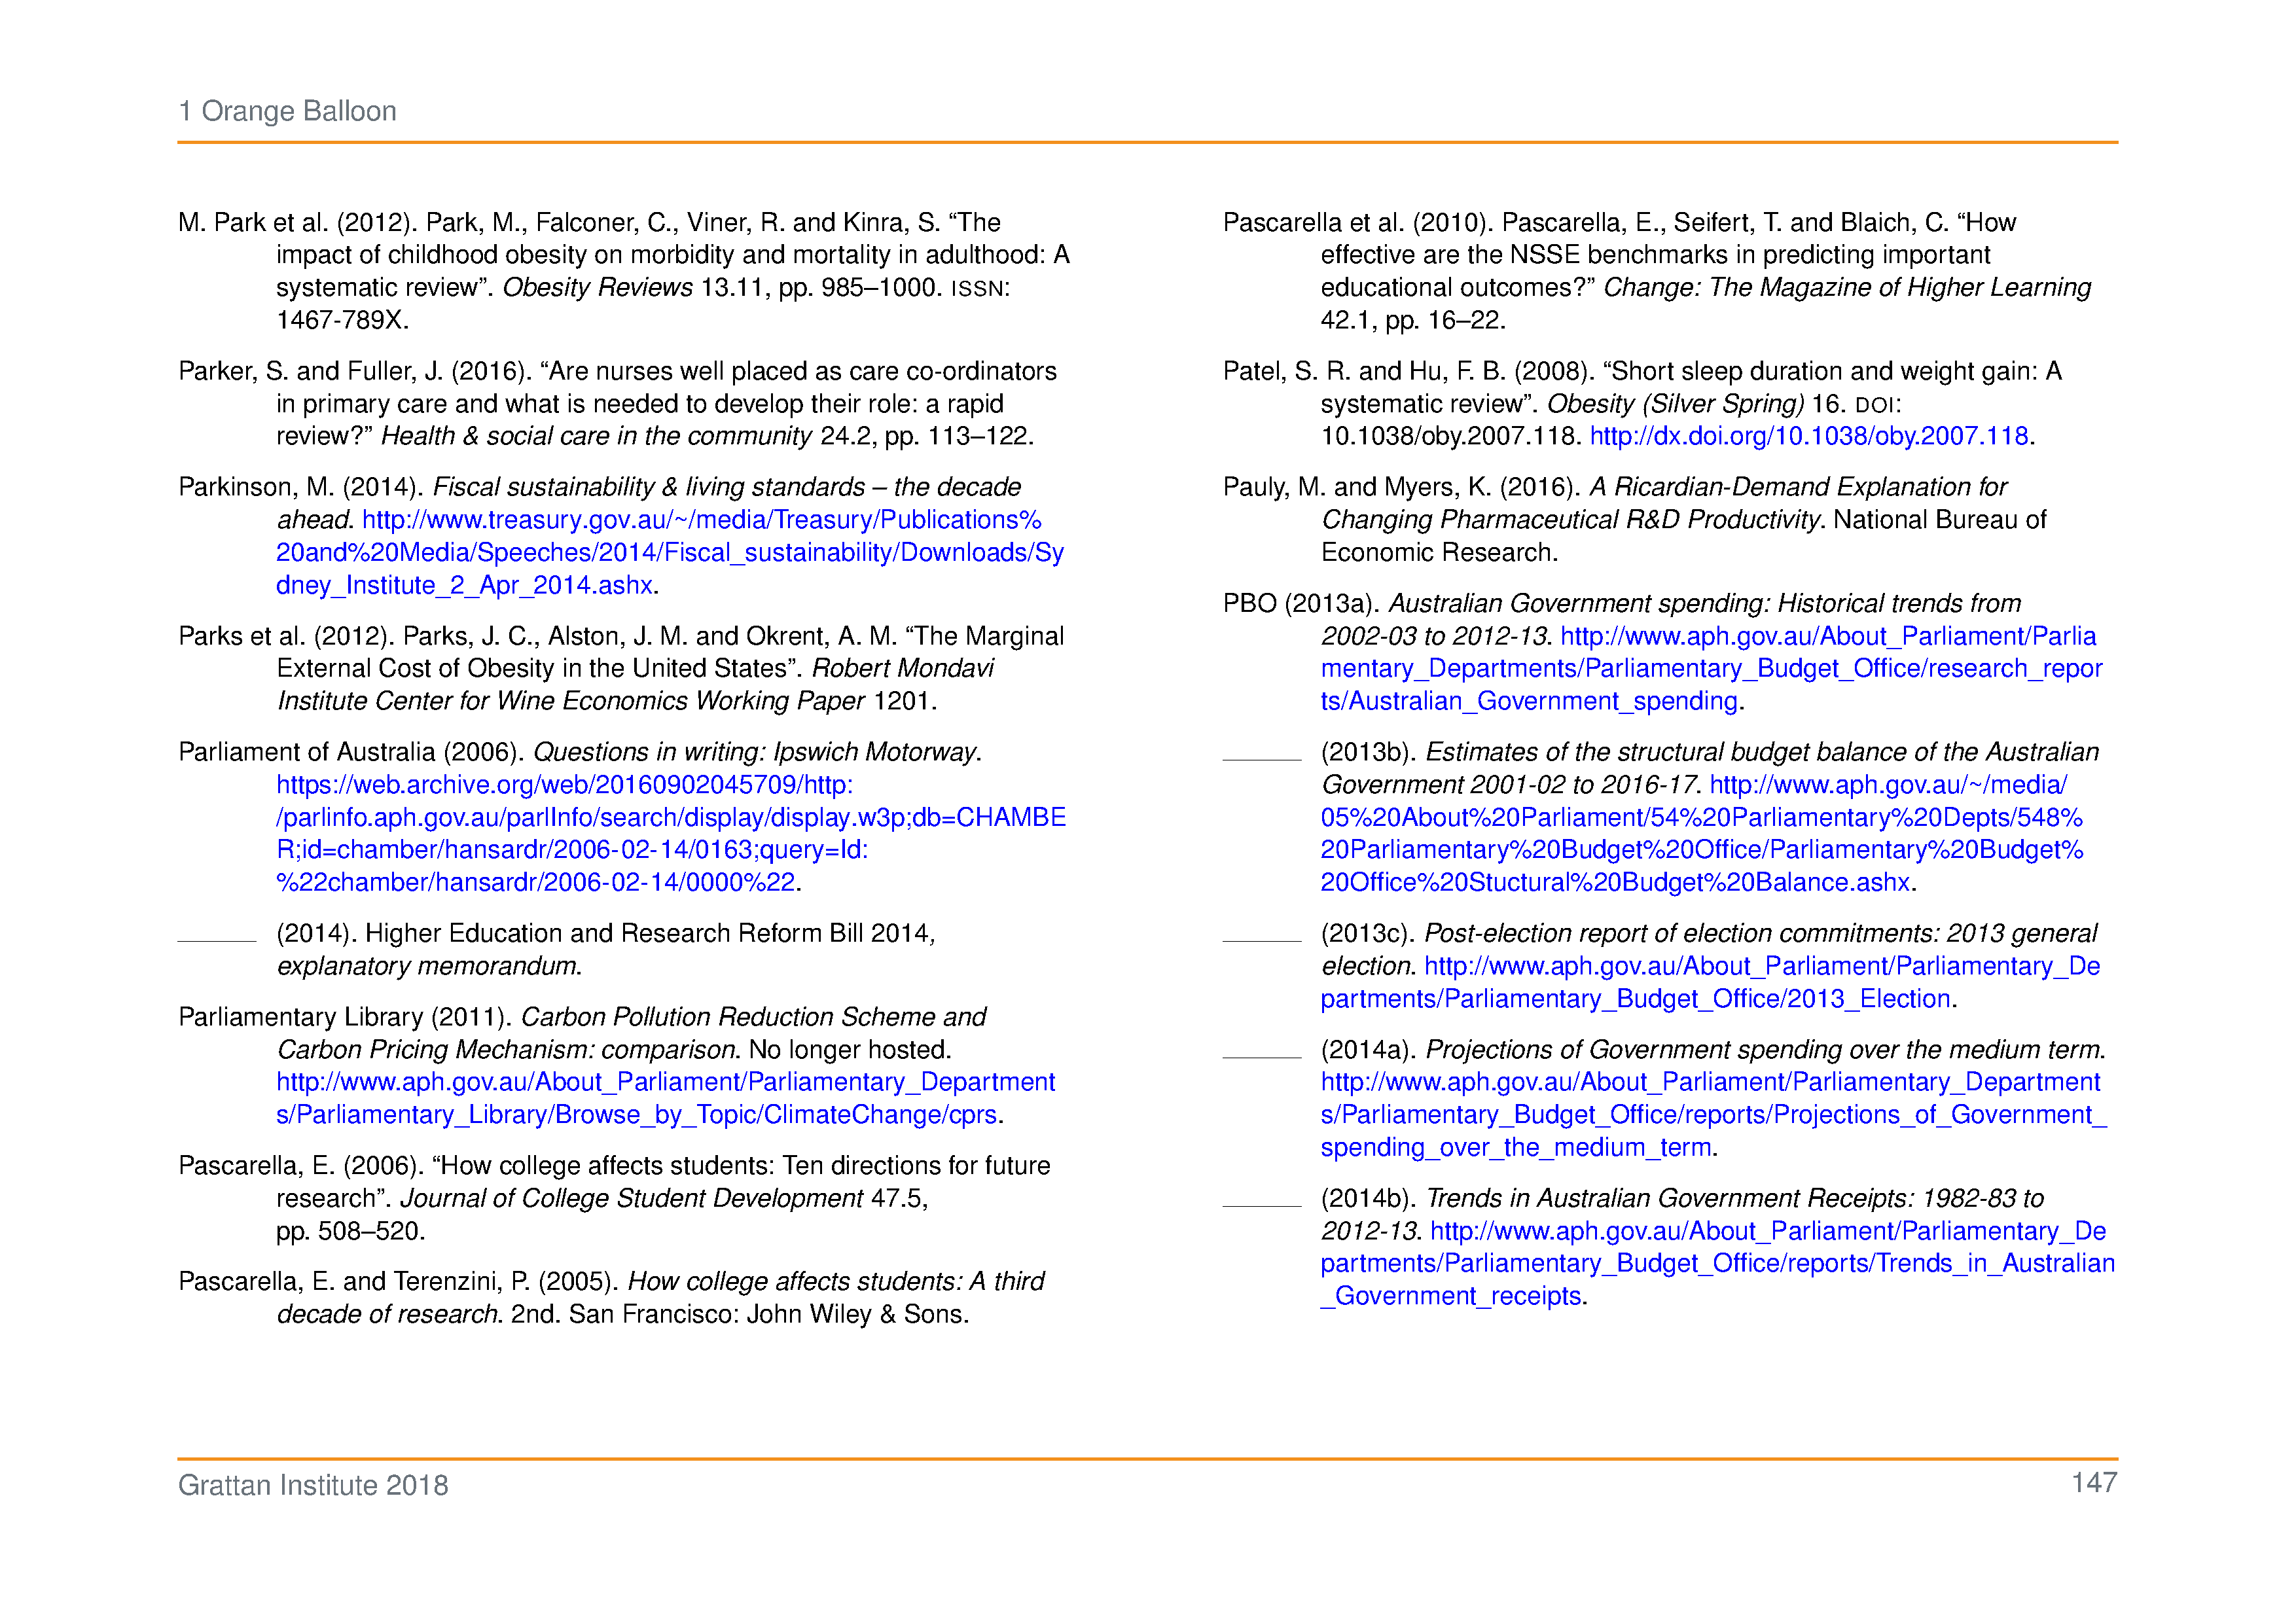 1 Orange Balloon
M. Park et al. (2012). Park, M., Falconer, C., Viner, R. and Kinra, S. “The
impact of childhood obesity on morbidity and mortality in adulthood: A
systematic review”. Obesity Reviews 13.11, pp. 985–1000. ISSN:
1467-789X.
Parker, S. and Fuller, J. (2016). “Are nurses well placed as care co-ordinators
in primary care and what is needed to develop their role: a rapid
review?” Health & social care in the community 24.2, pp. 113–122.
Parkinson, M. (2014). Fiscal sustainability & living standards – the decade
ahead. http://www.treasury.gov.au/~/media/Treasury/Publications%
20and%20Media/Speeches/2014/Fiscal_sustainability/Downloads/Sy
dney_Institute_2_Apr_2014.ashx.
Parks et al. (2012). Parks, J. C., Alston, J. M. and Okrent, A. M. “The Marginal
External Cost of Obesity in the United States”. Robert Mondavi
Institute Center for Wine Economics Working Paper 1201.
Parliament of Australia (2006). Questions in writing: Ipswich Motorway.
https://web.archive.org/web/20160902045709/http:
/parlinfo.aph.gov.au/parlInfo/search/display/display.w3p;db=CHAMBE
R;id=chamber/hansardr/2006-02-14/0163;query=Id:
%22chamber/hansardr/2006-02-14/0000%22.
______ (2014). Higher Education and Research Reform Bill 2014,
explanatory memorandum.
Parliamentary Library (2011). Carbon Pollution Reduction Scheme and
Carbon Pricing Mechanism: comparison. No longer hosted.
http://www.aph.gov.au/About_Parliament/Parliamentary_Department
s/Parliamentary_Library/Browse_by_Topic/ClimateChange/cprs.
Pascarella, E. (2006). “How college affects students: Ten directions for future
research”. Journal of College Student Development 47.5,
pp. 508–520.
Pascarella, E. and Terenzini, P. (2005). How college affects students: A third
decade of research. 2nd. San Francisco: John Wiley & Sons.
Pascarella et al. (2010). Pascarella, E., Seifert, T. and Blaich, C. “How
effective are the NSSE benchmarks in predicting important
educational outcomes?” Change: The Magazine of Higher Learning
42.1, pp. 16–22.
Patel, S. R. and Hu, F. B. (2008). “Short sleep duration and weight gain: A
systematic review”. Obesity (Silver Spring) 16. DOI:
10.1038/oby.2007.118. http://dx.doi.org/10.1038/oby.2007.118.
Pauly, M. and Myers, K. (2016). A Ricardian-Demand Explanation for
Changing Pharmaceutical R&D Productivity. National Bureau of
Economic Research.
PBO (2013a). Australian Government spending: Historical trends from
2002-03 to 2012-13. http://www.aph.gov.au/About_Parliament/Parlia
mentary_Departments/Parliamentary_Budget_Office/research_repor
ts/Australian_Government_spending.
______ (2013b). Estimates of the structural budget balance of the Australian
Government 2001-02 to 2016-17. http://www.aph.gov.au/~/media/
05%20About%20Parliament/54%20Parliamentary%20Depts/548%
20Parliamentary%20Budget%20Office/Parliamentary%20Budget%
20Office%20Stuctural%20Budget%20Balance.ashx.
______ (2013c). Post-election report of election commitments: 2013 general
election. http://www.aph.gov.au/About_Parliament/Parliamentary_De
partments/Parliamentary_Budget_Office/2013_Election.
______ (2014a). Projections of Government spending over the medium term.
http://www.aph.gov.au/About_Parliament/Parliamentary_Department
s/Parliamentary_Budget_Office/reports/Projections_of_Government_
spending_over_the_medium_term.
______ (2014b). Trends in Australian Government Receipts: 1982-83 to
2012-13. http://www.aph.gov.au/About_Parliament/Parliamentary_De
partments/Parliamentary_Budget_Office/reports/Trends_in_Australian
_Government_receipts.
Grattan Institute 2018
147